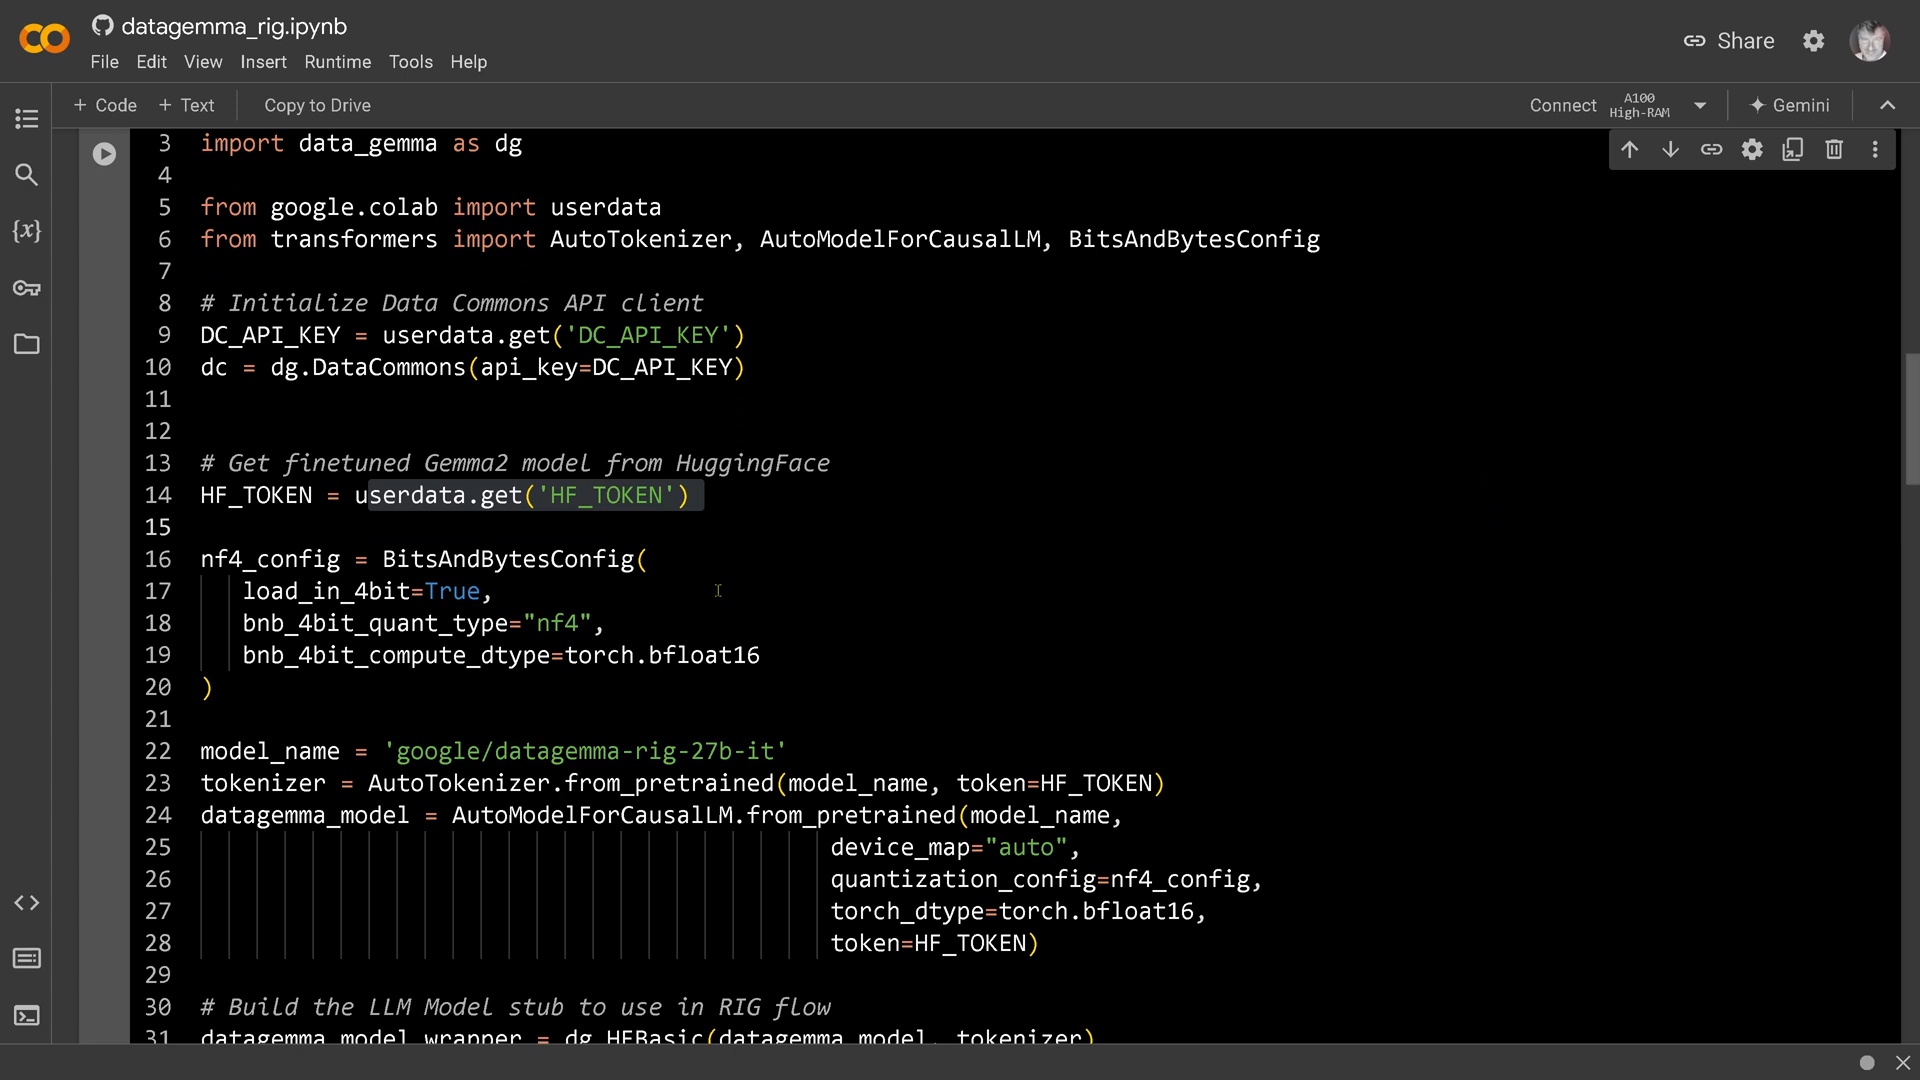 datagemma_rig.ipynb
File Edit View Insert Runtime Tools Help
Share
+ Code + Text Copy to Drive
Connect A100 High-RAM Gemini
3 import data_gemma as dg
4
5 from google.colab import userdata
6 from transformers import AutoTokenizer, AutoModelForCausalLM, BitsAndBytesConfig
7
8 # Initialize Data Commons API client
9 DC_API_KEY = userdata.get('DC_API_KEY')
10 dc = dg.DataCommons(api_key=DC_API_KEY)
11
12
13 # Get finetuned Gemma2 model from HuggingFace
14 HF_TOKEN = userdata.get('HF_TOKEN')
15
16 nf4_config = BitsAndBytesConfig(
17 load_in_4bit=True,
18 bnb_4bit_quant_type="nf4",
19 bnb_4bit_compute_dtype=torch.bfloat16
20 )
21
22 model_name = 'google/datagemma-rig-27b-it'
23 tokenizer = AutoTokenizer.from_pretrained(model_name, token=HF_TOKEN)
24 datagemma_model = AutoModelForCausalLM.from_pretrained(model_name,
25 device_map="auto",
26 quantization_config=nf4_config,
27 torch_dtype=torch.bfloat16,
28 token=HF_TOKEN)
29
30 # Build the LLM Model stub to use in RIG flow
31 datagemma_model_wrapper = dg.HFBasic(datagemma_model, tokenizer)